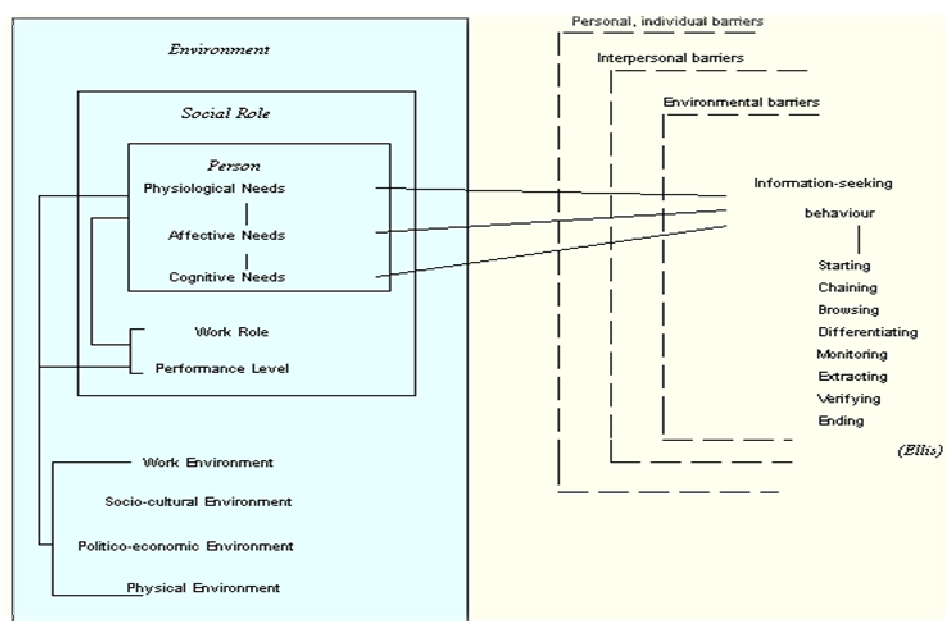 Environment
Social Role
Person
Physiological Needs
Affective Needs
Cognitive Needs
Work Role
Performance Level
Work Environment
Socio-cultural Environment
Politico-economic Environment
Physical Environment
Personal, individual barriers
Interpersonal barriers
Environmental barriers
Information-seeking
behaviour
Starting
Chaining
Browsing
Differentiating
Monitoring
Extracting
Verifying
Ending
(Ellis)